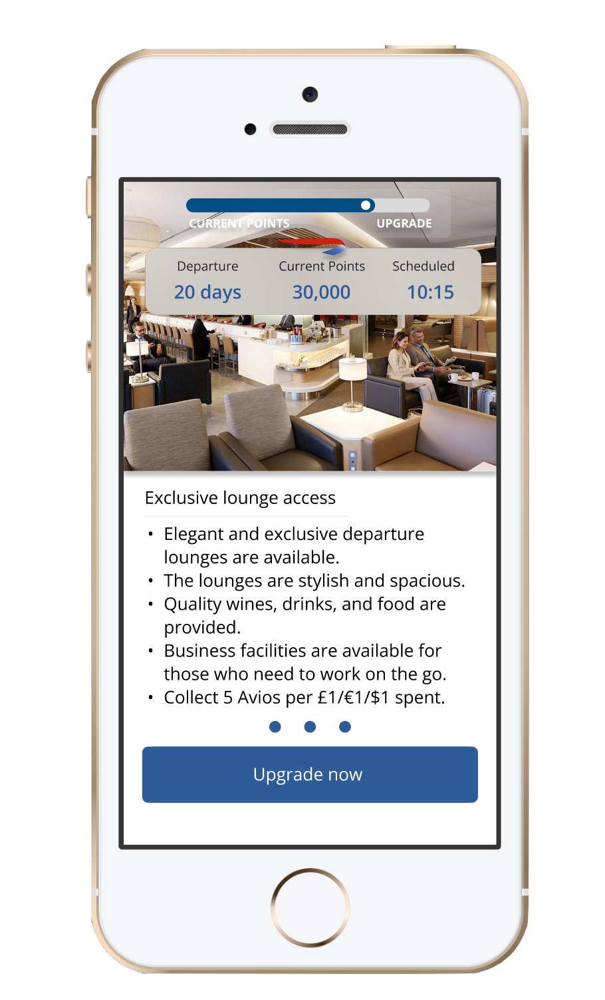 CURRENT POINTS UPGRADE
Departure Current Points Scheduled
20 days 30,000 10:15
Exclusive lounge access
• Elegant and exclusive departure
lounges are available.
• The lounges are stylish and spacious.
• Quality wines, drinks, and food are
provided.
• Business facilities are available for
those who need to work on the go.
• Collect 5 Avios per £1/€1/$1 spent.
Upgrade now